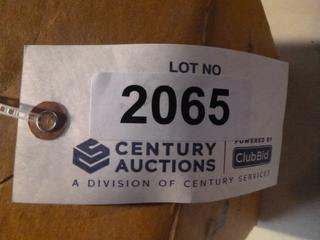 LOT NO
2065
CENTURY
AUCTIONS
POWERED BY
ClubBid
A DIVISION OF CENTURY SERVICES